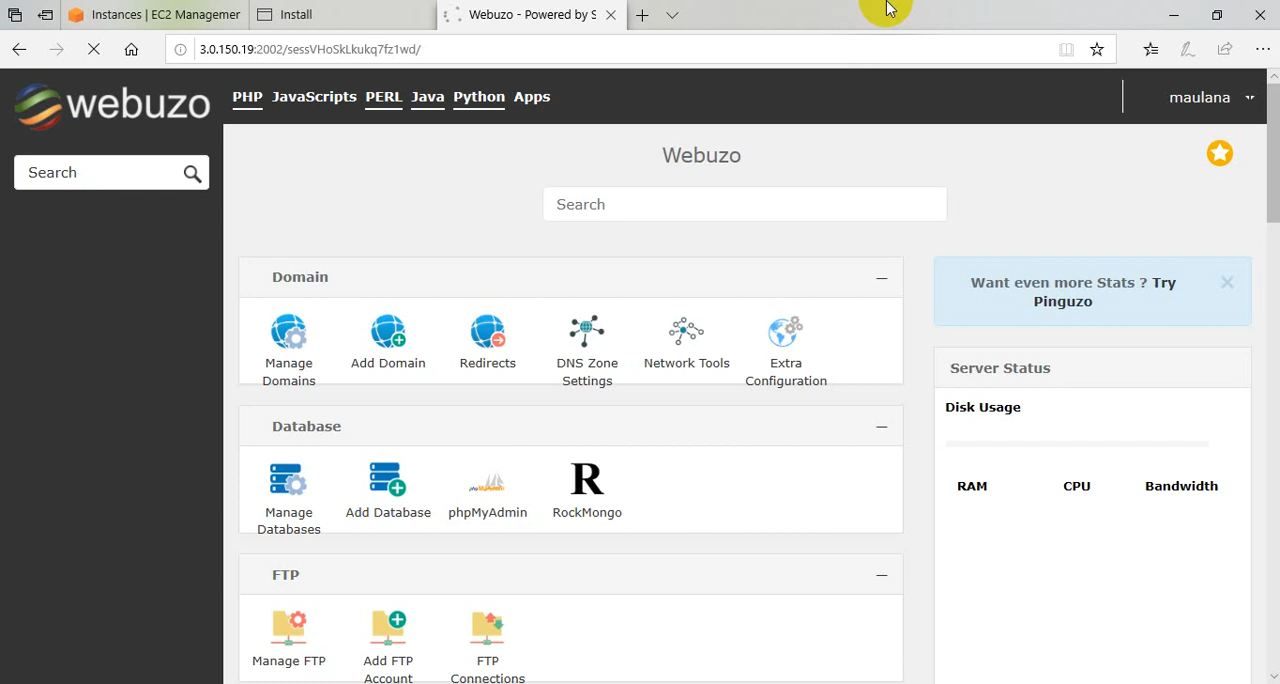 Instances | EC2 Managemer
Install
Webuzo - Powered by S
3.0.150.19:2002/sessVHoSkLkukq7fz1wd/
webuzo
PHP JavaScripts PERL Java Python Apps
maulana
Search
Webuzo
Search
Domain
Manage Domains
Add Domain
Redirects
DNS Zone Settings
Network Tools
Extra Configuration
Want even more Stats ? Try
Pinguzo
Server Status
Disk Usage
RAM CPU Bandwidth
Database
Manage Databases
Add Database
phpMyAdmin
R
RockMongo
FTP
Manage FTP
Add FTP Account
FTP Connections